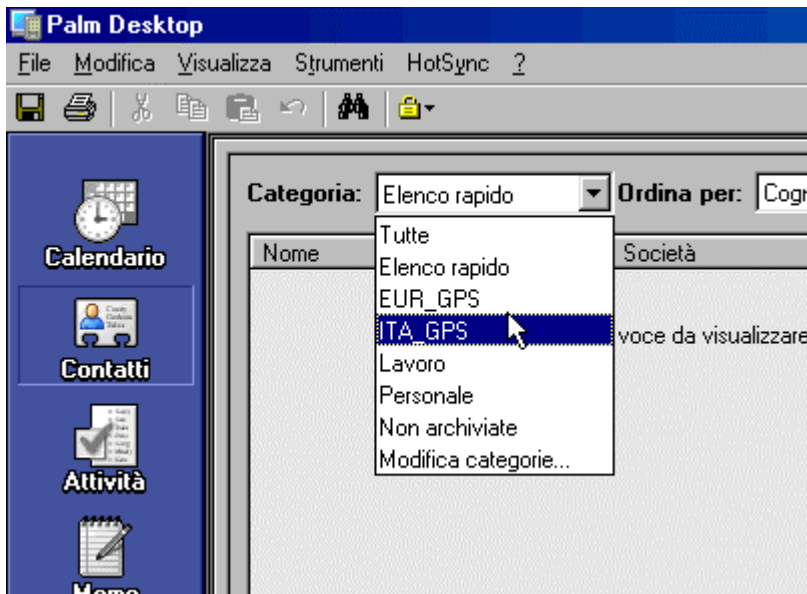 Palm Desktop
File Modifica Visualizza Strumenti HotSync ?
Categoria: Elenco rapido Ordina per:
Nome Società
Tutte
Elenco rapido
EUR_GPS
ITA_GPS
voce da visualizzare
Lavoro
Personale
Non archiviate
Modifica categorie...
Calendario
Contatti
Attività
Memo